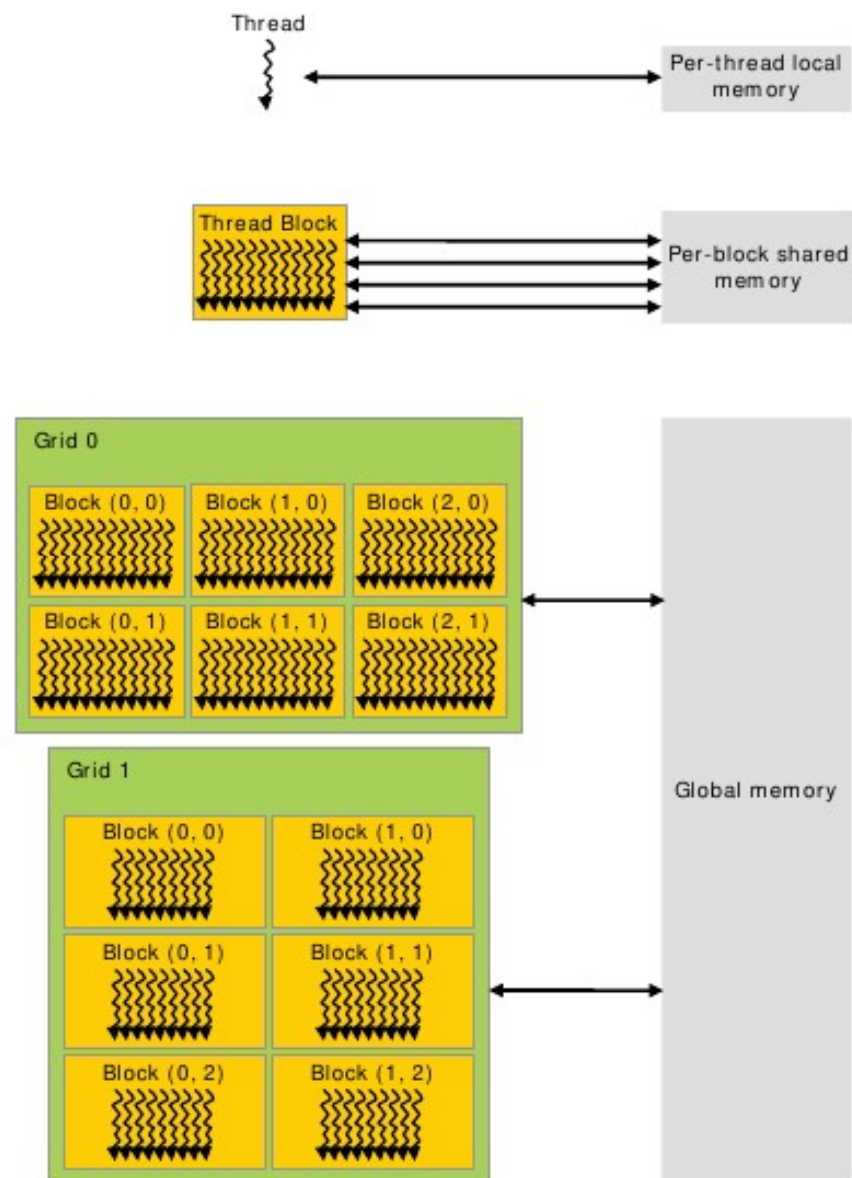 Thread
Per-thread local
memory
Thread Block
Per-block shared
memory
Grid 0
Block (0, 0)
Block (1, 0)
Block (2, 0)
Block (0, 1)
Block (1, 1)
Block (2, 1)
Grid 1
Block (0, 0)
Block (1, 0)
Block (0, 1)
Block (1, 1)
Block (0, 2)
Block (1, 2)
Global memory